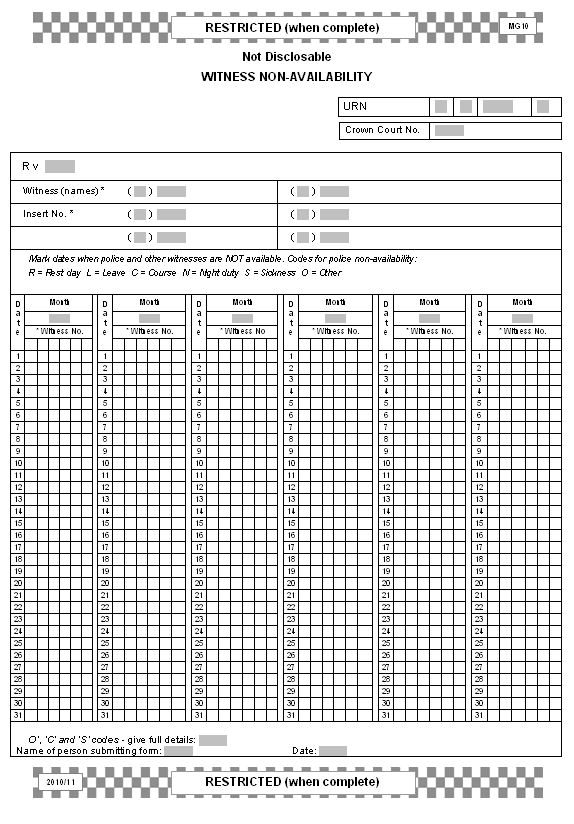 RESTRICTED (when complete)
MG10
Not Disclosable
WITNESS NON-AVAILABILITY
URN
Crown Court No.
R v
Witness (names) * ( ) ( )
Insert No. * ( ) ( )
( ) ( )
Mark dates when police and other witnesses are NOT available. Codes for police non-availability:
R = Rest day L = Leave C = Course N = Night duty S = Sickness O = Other
Date Month Date Month Date Month Date Month Date Month Date Month
* Witness No. * Witness No. * Witness No. * Witness No. * Witness No. * Witness No.
1 1 1 1 1 1
2 2 2 2 2 2
3 3 3 3 3 3
4 4 4 4 4 4
5 5 5 5 5 5
6 6 6 6 6 6
7 7 7 7 7 7
8 8 8 8 8 8
9 9 9 9 9 9
10 10 10 10 10 10
11 11 11 11 11 11
12 12 12 12 12 12
13 13 13 13 13 13
14 14 14 14 14 14
15 15 15 15 15 15
16 16 16 16 16 16
17 17 17 17 17 17
18 18 18 18 18 18
19 19 19 19 19 19
20 20 20 20 20 20
21 21 21 21 21 21
22 22 22 22 22 22
23 23 23 23 23 23
24 24 24 24 24 24
25 25 25 25 25 25
26 26 26 26 26 26
27 27 27 27 27 27
28 28 28 28 28 28
29 29 29 29 29 29
30 30 30 30 30 30
31 31 31 31 31 31
O', 'C' and 'S' codes - give full details:
Name of person submitting form: Date:
2010/11
RESTRICTED (when complete)